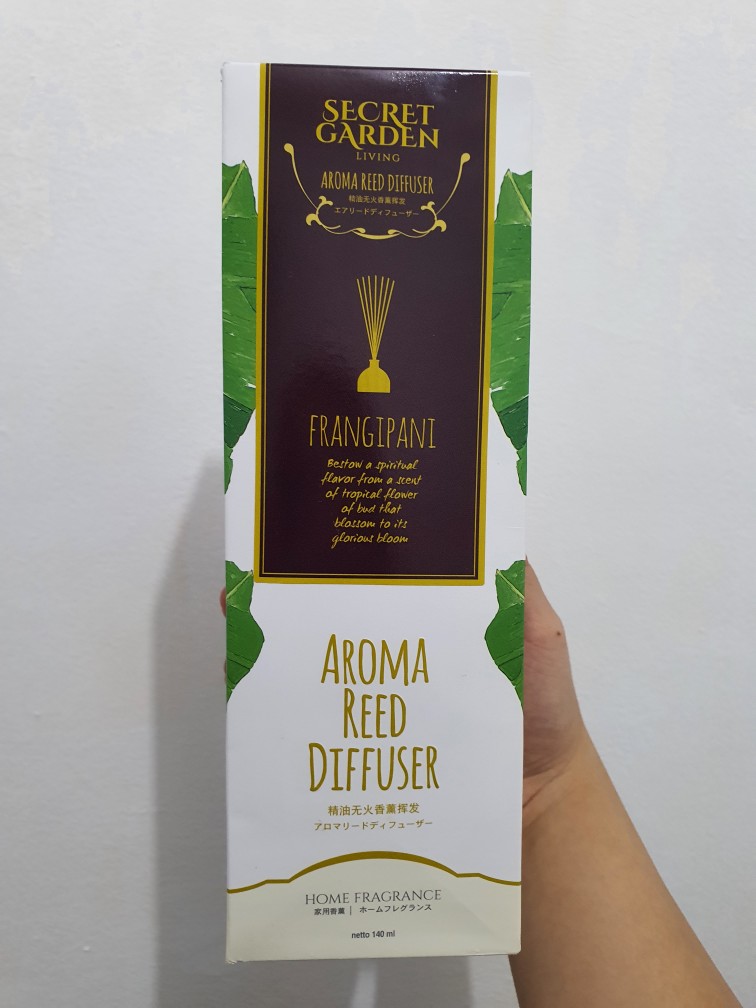 SECRET
GARDEN
LIVING
AROMA REED DIFFUSER
精油无火香薰挥发
エアリードディフューザー
FRANGIPANI
Bestow a spiritual
flavor from a scent
of tropical flower
of bud that
blossom to its
glorious bloom
AROMA
REED
DIFFUSER
精油无火香薰挥发
アロマリードディフューザー
HOME FRAGRANCE
家用香薰 | ホームフレグランス
netto 140 ml